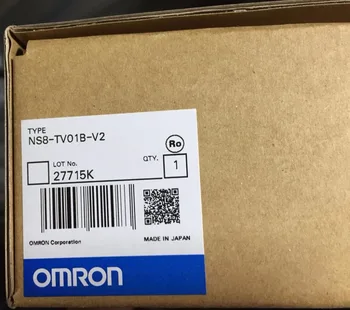 TYPE
NS8-TV01B-V2
Ro
LOT No. QTY.
27715K 1
OMRON Corporation MADE IN JAPAN
OMRON